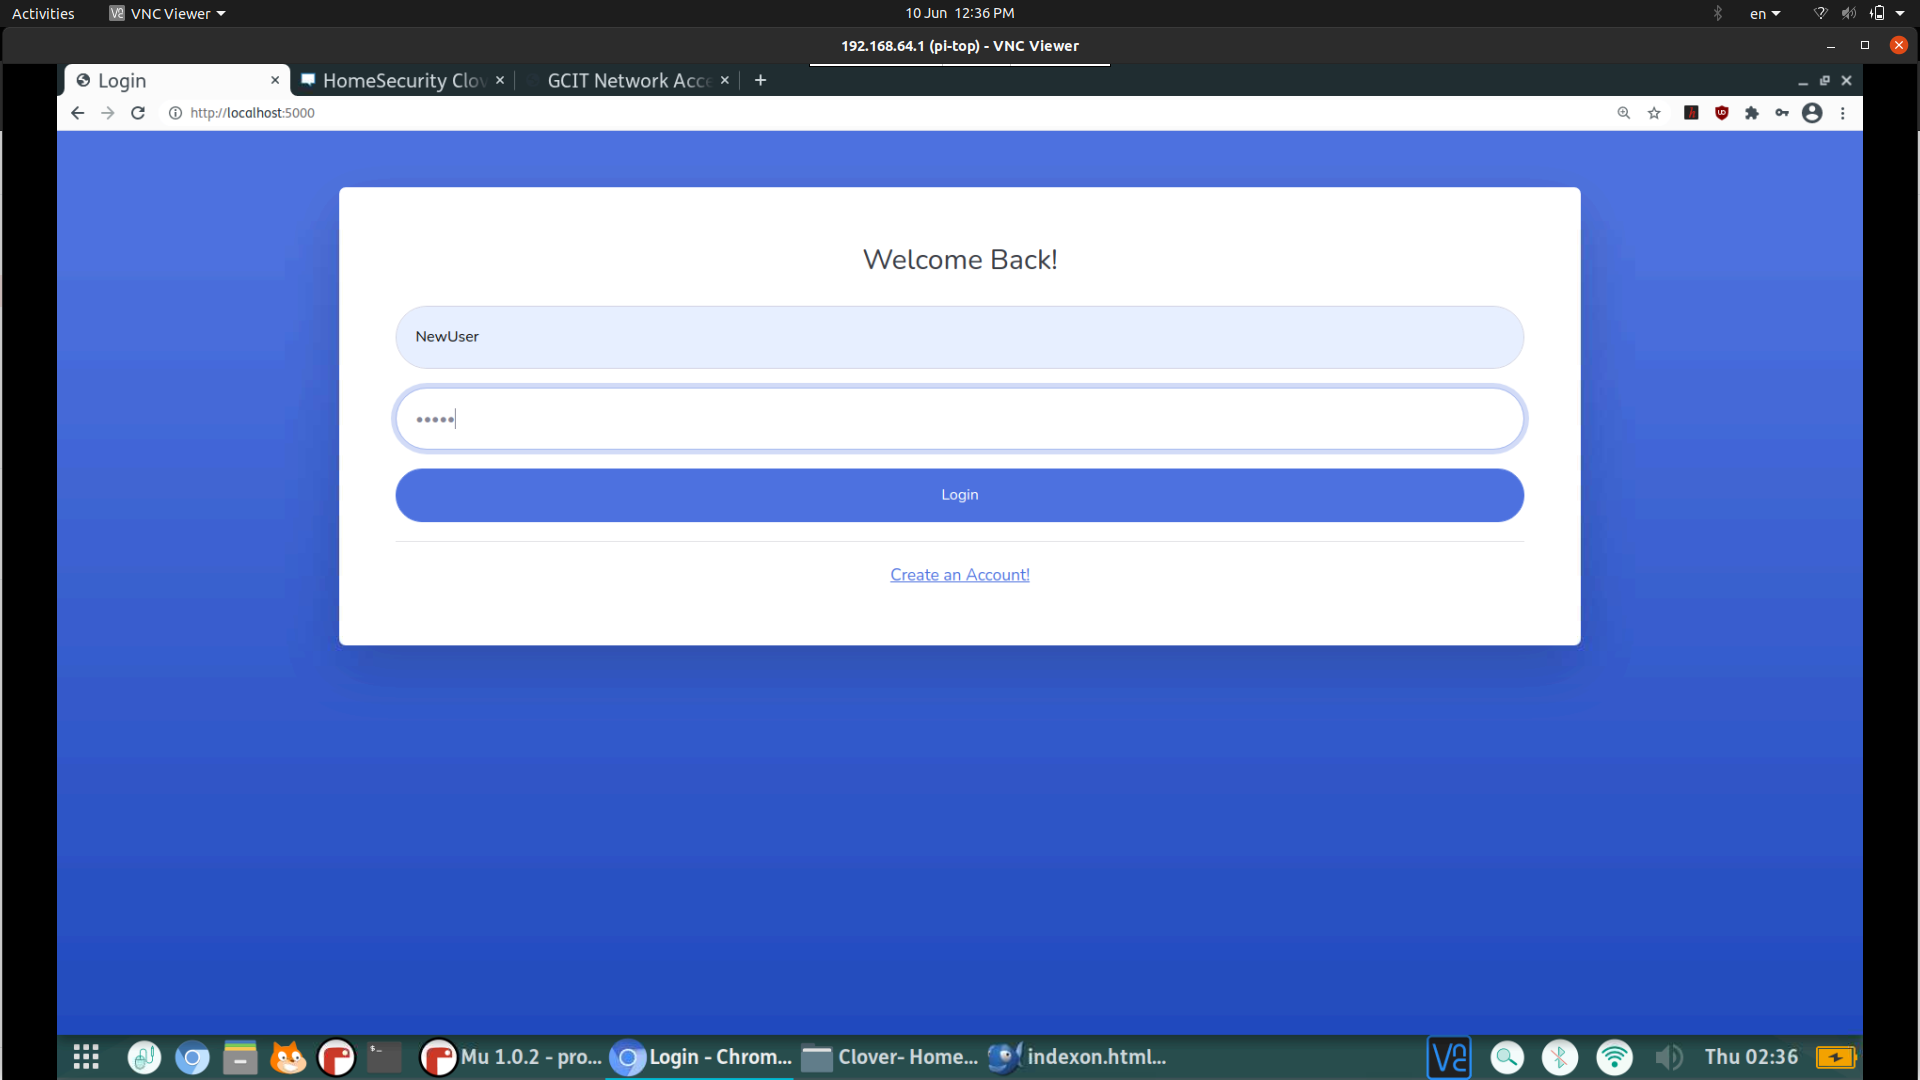 Activities VNC Viewer 10 Jun 12:36 PM en
192.168.64.1 (pi-top) - VNC Viewer
Login HomeSecurity Clov GCIT Network Acce
http://localhost:5000
Welcome Back!
NewUser
•••••
Login
Create an Account!
Mu 1.0.2 - pro... Login - Chrom... Clover- Home... indexon.html... Thu 02:36